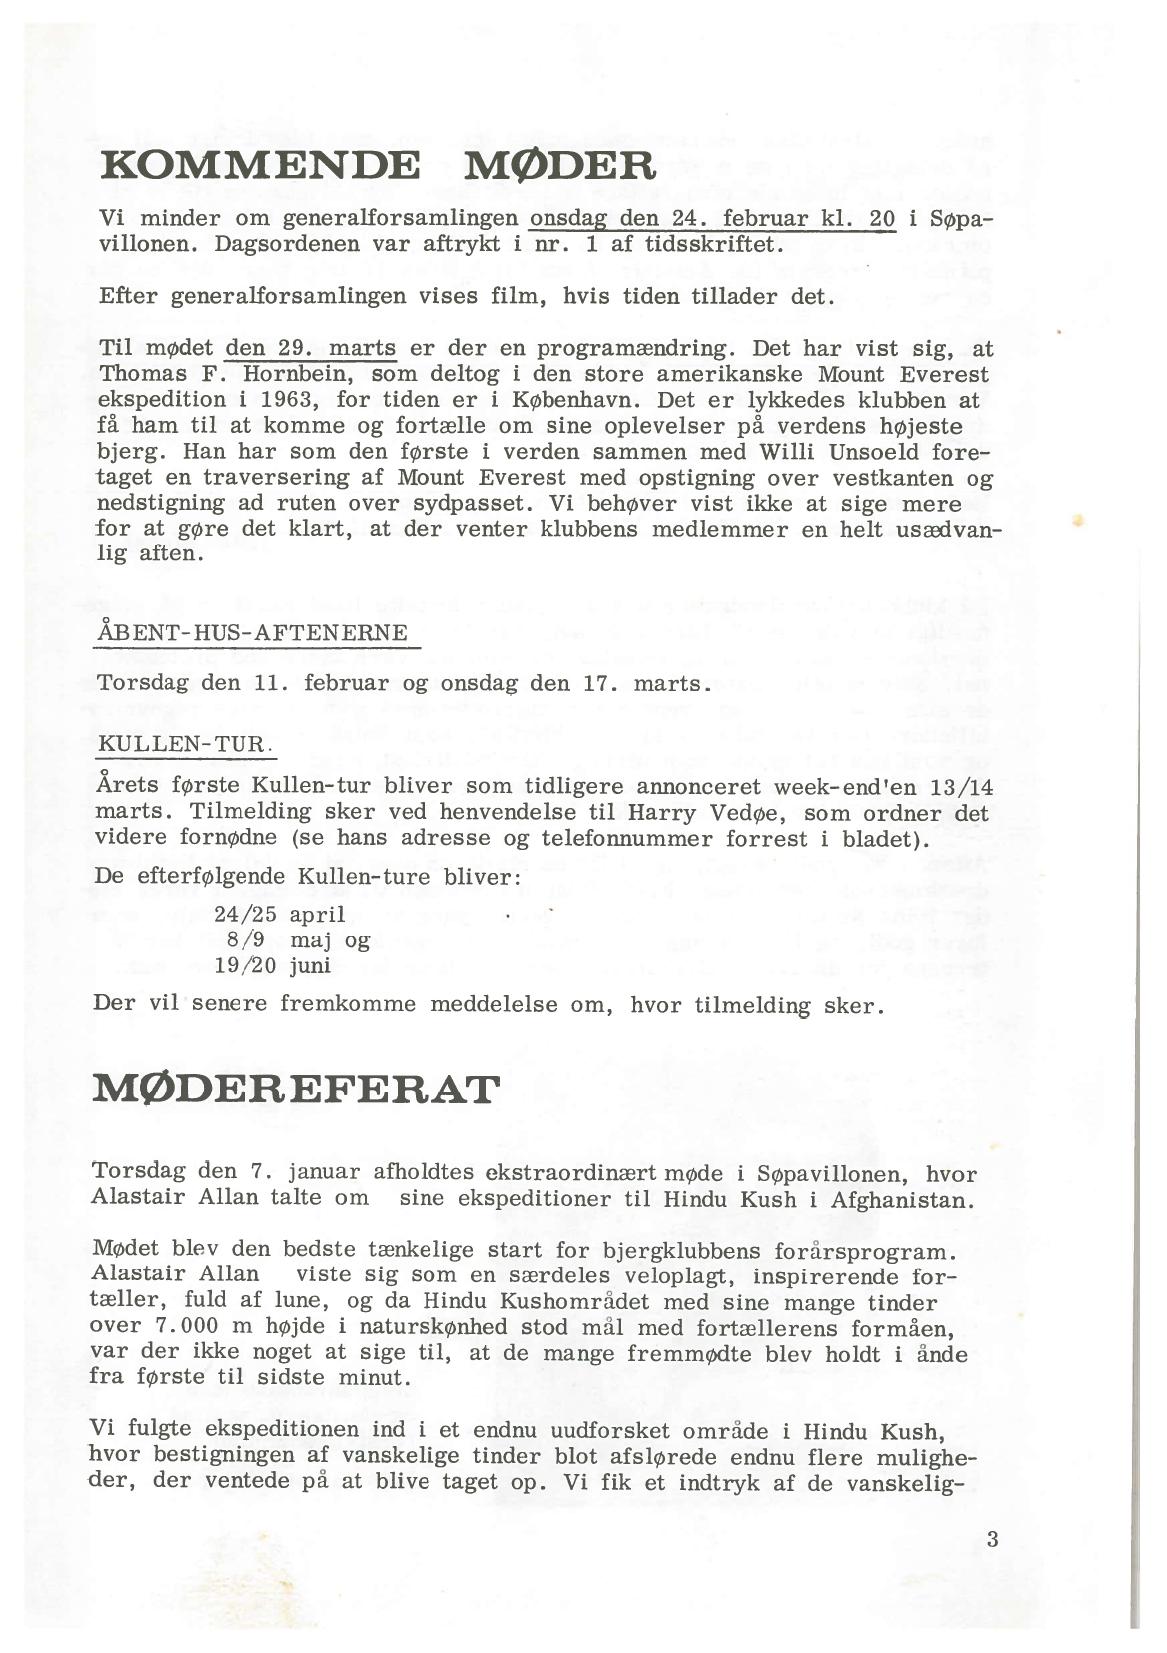 KOMMENDE MØDER
Vi minder om generalforsamlingen onsdag den 24. februar kl. 20 i Søpa-
villonen. Dagsordenen var aftrykt i nr. 1 af tidsskriftet.
Efter generalforsamlingen vises film, hvis tiden tillader det.
Til mødet den 29. marts er der en programændring. Det har vist sig, at
Thomas F. Hornbein, som deltog i den store amerikanske Mount Everest
ekspedition i 1963, for tiden er i København. Det er lykkedes klubben at
få ham til at komme og fortælle om sine oplevelser på verdens højeste
bjerg. Han har som den første i verden sammen med Willi Unsoeld fore-
taget en traversering af Mount Everest med opstigning over vestkanten og
nedstigning ad ruten over sydpasset. Vi behøver vist ikke at sige mere
for at gøre det klart, at der venter klubbens medlemmer en helt usædvan-
lig aften.
ÅBENT-HUS-AFTENERNE
Torsdag den 11. februar og onsdag den 17. marts.
KULLEN-TUR.
Årets første Kullen-tur bliver som tidligere annonceret week-end'en 13/14
marts. Tilmelding sker ved henvendelse til Harry Vedøe, som ordner det
videre fornødne (se hans adresse og telefonnummer forrest i bladet).
De efterfølgende Kullen-ture bliver:
24/25 april
8/9 maj og
19/20 juni
Der vil senere fremkomme meddelelse om, hvor tilmelding sker.
MØDEREFERAT
Torsdag den 7. januar afholdtes ekstraordinært møde i Søpavillonen, hvor
Alastair Allan talte om sine ekspeditioner til Hindu Kush i Afghanistan.
Mødet blev den bedste tænkelige start for bjergklubbens forårsprogram.
Alastair Allan viste sig som en særdeles veloplagt, inspirerende for-
tæller, fuld af lune, og da Hindu Kushområdet med sine mange tinder
over 7.000 m højde i naturskønhed stod mål med fortællerens formåen,
var der ikke noget at sige til, at de mange fremmødte blev holdt i ånde
fra første til sidste minut.
Vi fulgte ekspeditionen ind i et endnu uudforsket område i Hindu Kush,
hvor bestigningen af vanskelige tinder blot afslørede endnu flere mulighe-
der, der ventede på at blive taget op. Vi fik et indtryk af de vanskelig-
3